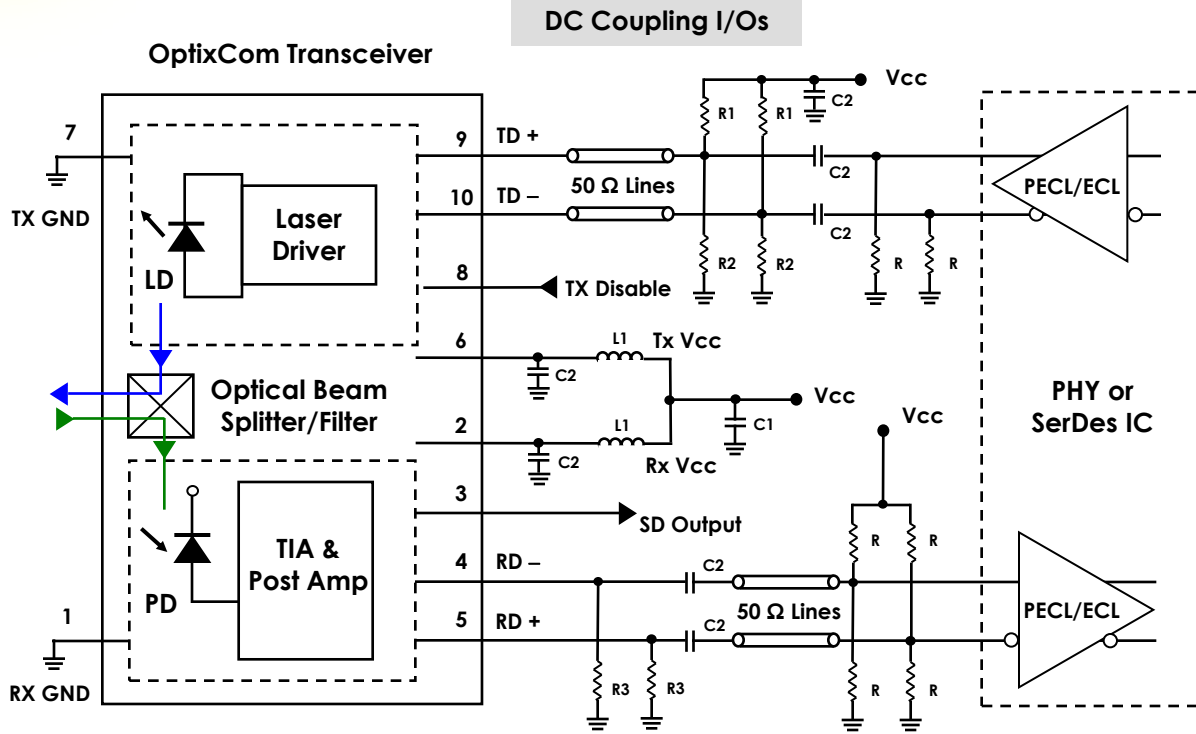 DC Coupling I/Os
OptixCom Transceiver
Vcc
C2
R1
R1
7
9
TD +
50 Ω Lines
C2
PECL/ECL
TX GND
10
TD –
C2
Laser
Driver
LD
R2
R2
R
R
8
TX Disable
6
L1
Tx Vcc
C2
Optical Beam
Splitter/Filter
Vcc
C1
PHY or
SerDes IC
Vcc
2
L1
Rx Vcc
C2
3
SD Output
R
R
TIA &
Post Amp
PD
4
RD –
C2
50 Ω Lines
PECL/ECL
1
5
RD +
C2
RX GND
R3
R3
R
R